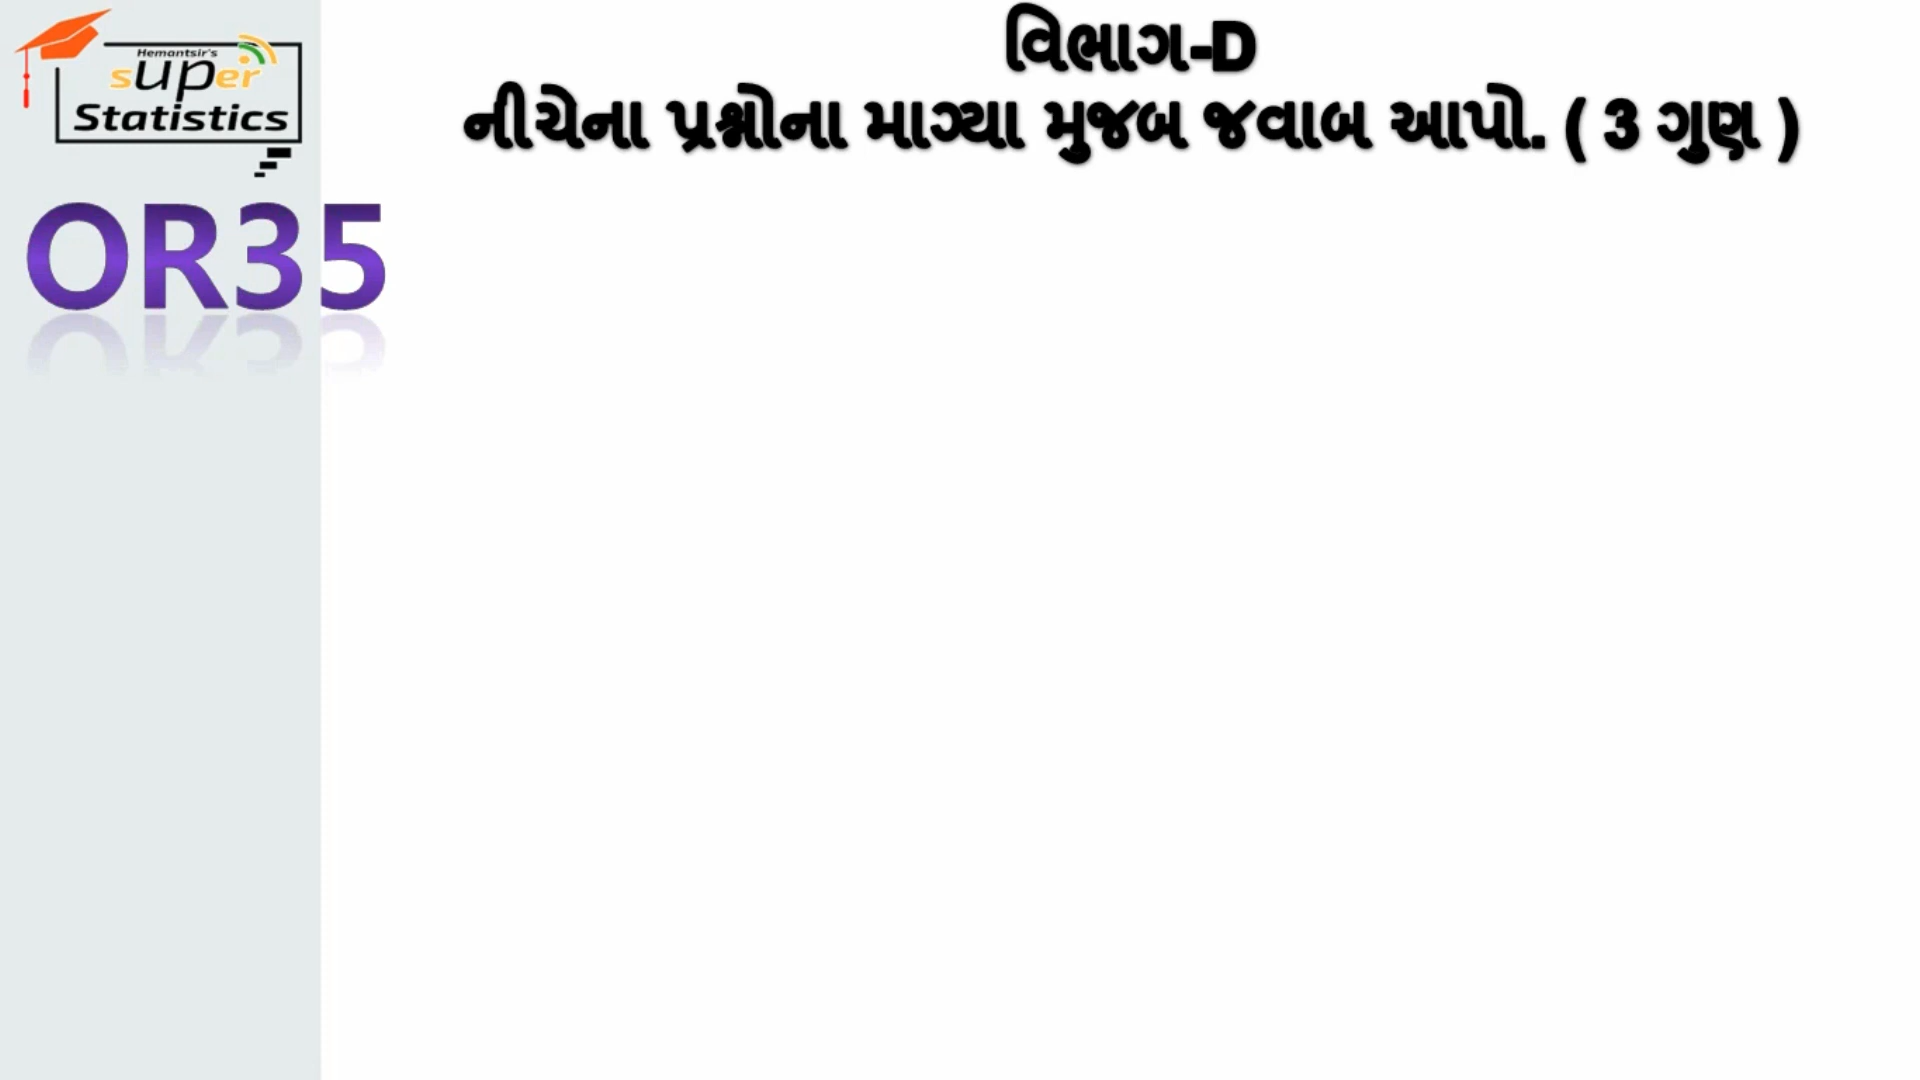 Hemantsir's
super
Statistics
વિભાગ-D
નીચેના પ્રશ્નોના માગ્યા મુજબ જવાબ આપો. ( 3 ગુણ )
OR35